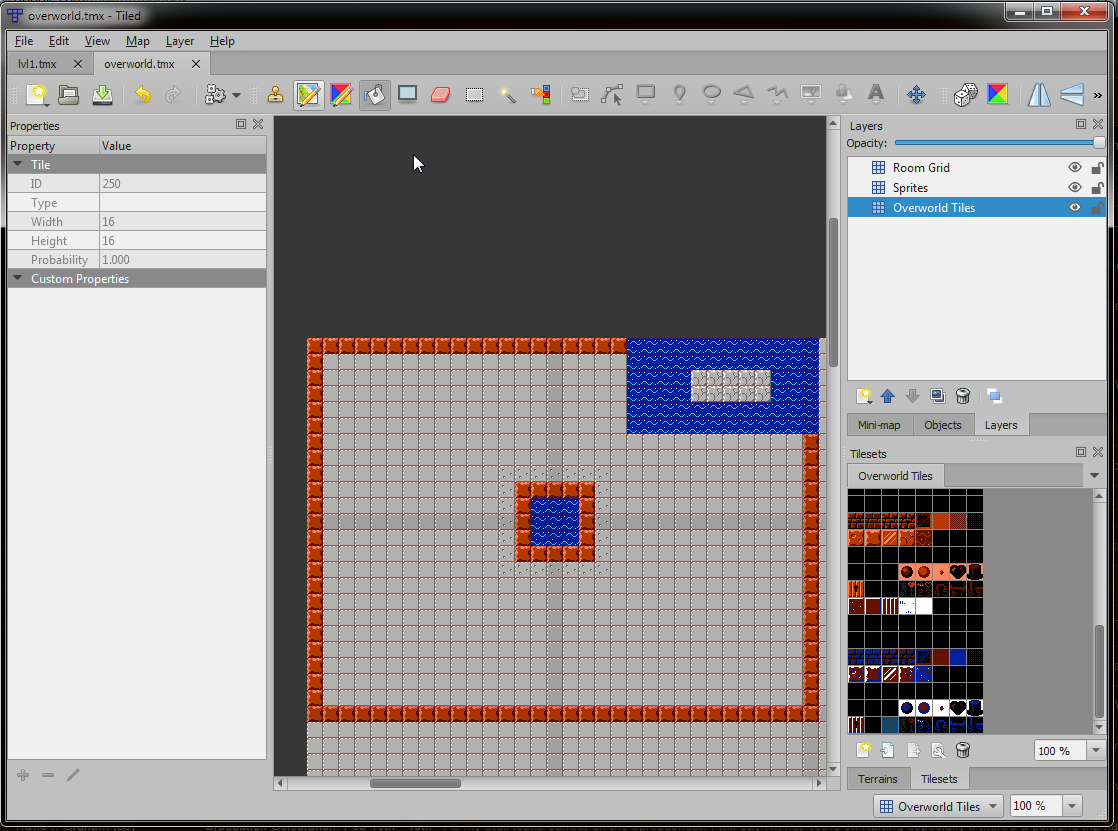 overworld.tmx - Tiled
File Edit View Map Layer Help
lvl1.tmx overworld.tmx
Properties
Property Value
Tile
ID 250
Type
Width 16
Height 16
Probability 1.000
Custom Properties
Layers
Opacity:
Room Grid
Sprites
Overworld Tiles
Mini-map Objects Layers
Tilesets
Overworld Tiles
100 %
Terrains Tilesets
Overworld Tiles 100 %